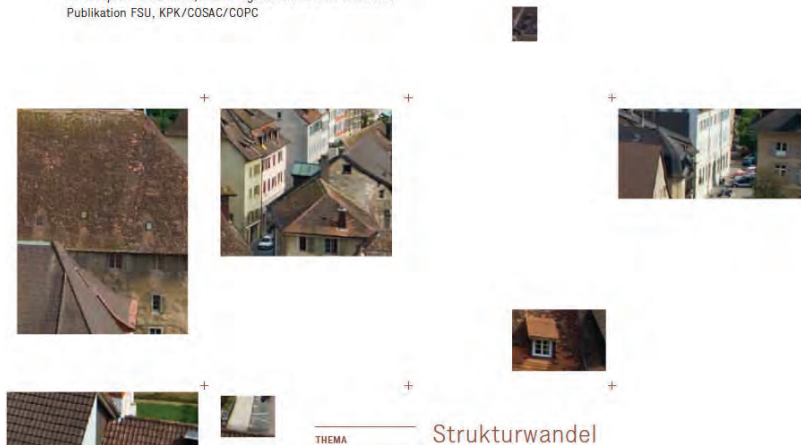 Publikation FSU, KPK/COSAC/COPC
THEMA
Strukturwandel